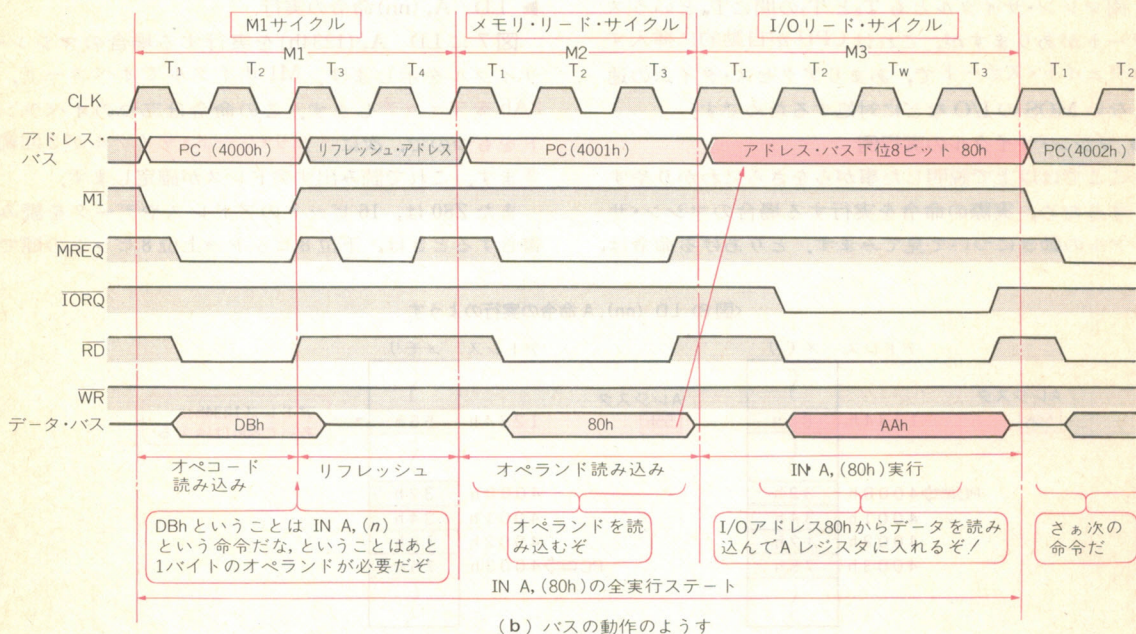 M1サイクル
メモリ・リード・サイクル
I/Oリード・サイクル
M1
M2
M3
T1 T2 T3 T4 T1 T2 T3 T1 T2 TW T3 T1 T2
CLK
アドレス・バス
PC (4000h)
リフレッシュ・アドレス
PC(4001h)
アドレス・バス下位8ビット 80h
PC(4002h)
M1
MREQ
IORQ
RD
WR
データ・バス
DBh
80h
AAh
オペコード
読み込み
リフレッシュ
オペランド読み込み
IN A, (80h)実行
DBhということは IN A, (n)
という命令だな, ということはあと
1バイトのオペランドが必要だぞ
オペランドを読
み込むぞ
I/Oアドレス80hからデータを読み
込んでAレジスタに入れるぞ!
さぁ次の
命令だ
IN A, (80h)の全実行ステート
(b) バスの動作のようす